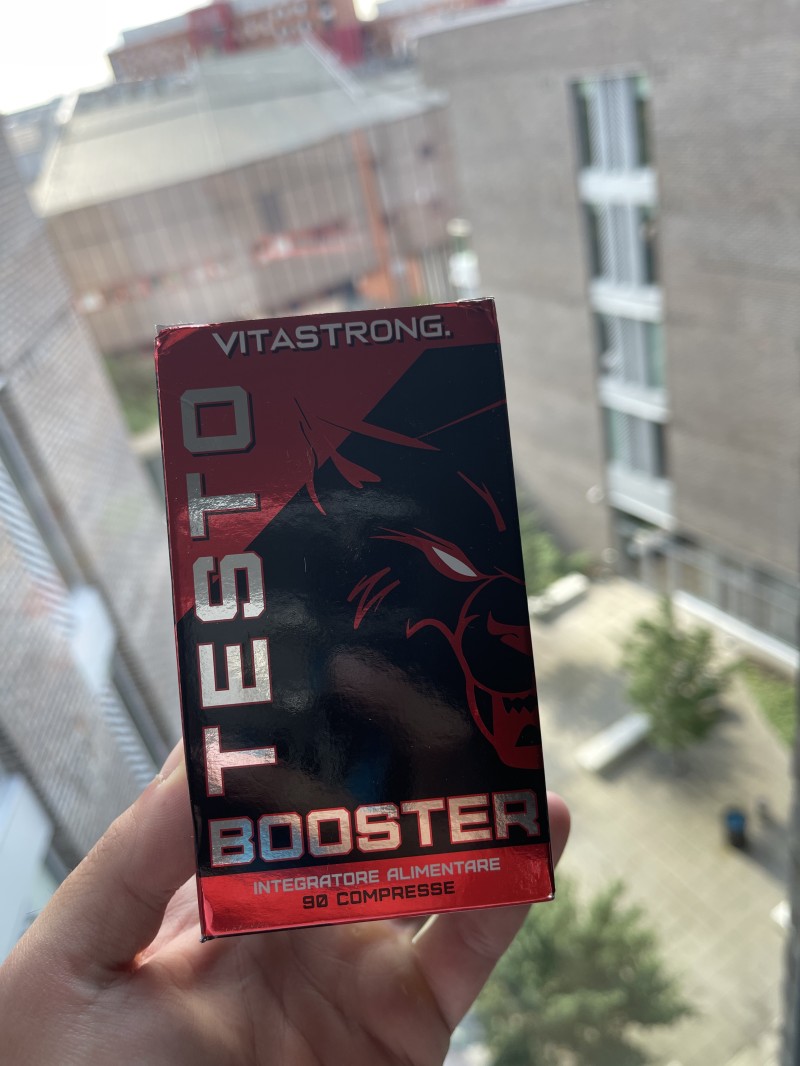 VITASTRONG.
TESTO
BOOSTER
INTEGRATORE ALIMENTARE
90 COMPRESSE